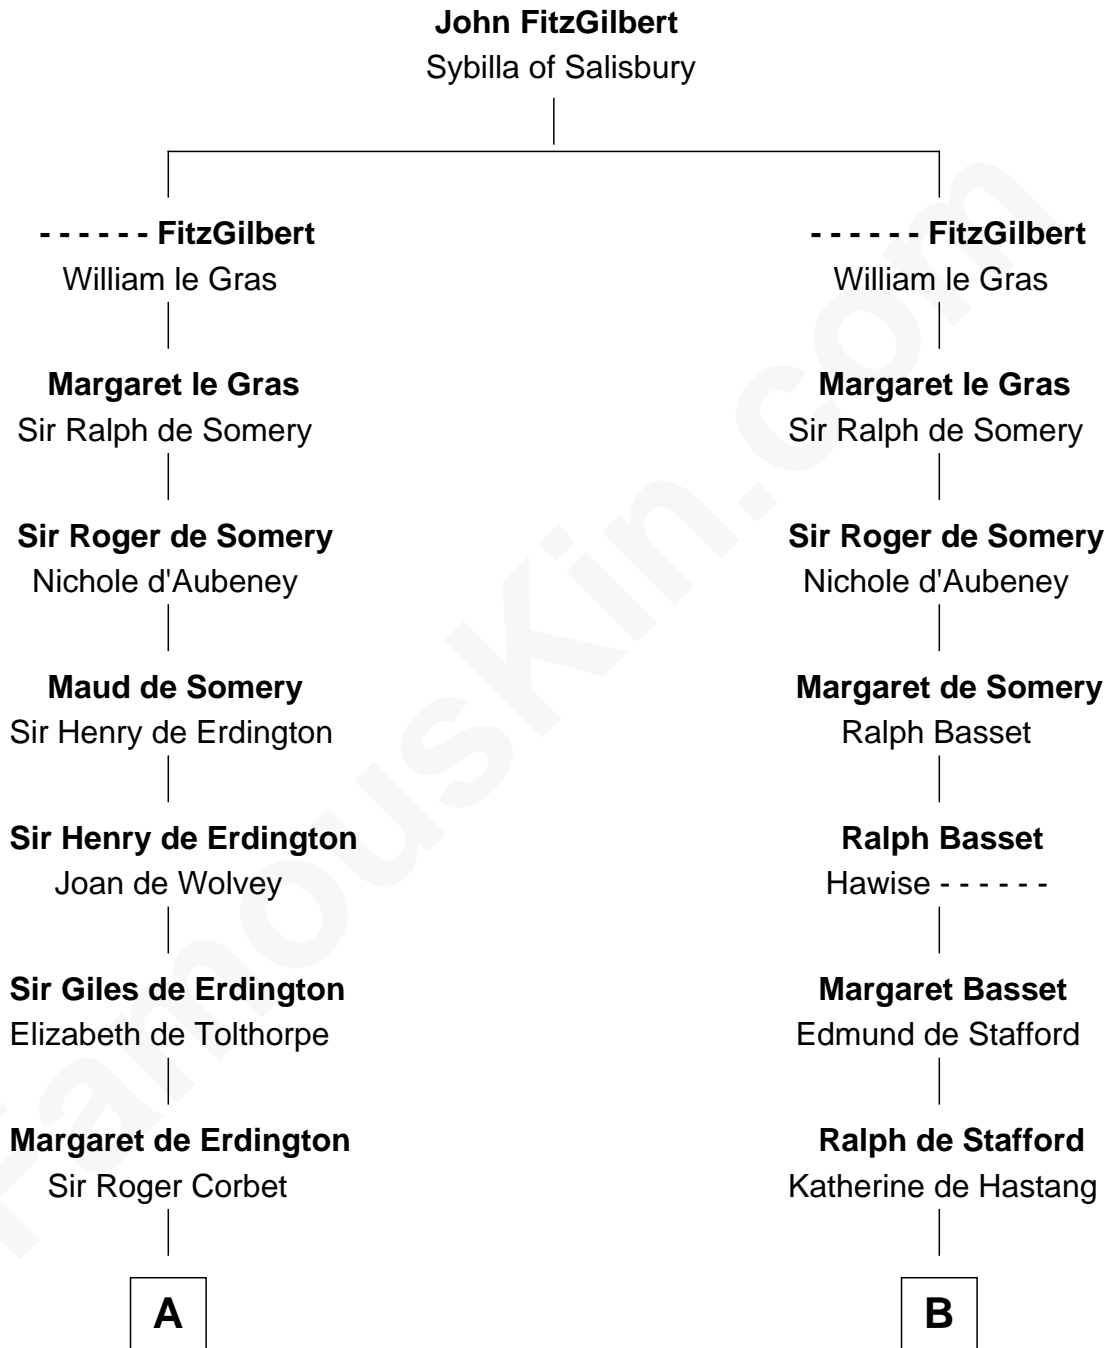 John FitzGilbert
Sybilla of Salisbury
- - - - - - FitzGilbert
William le Gras
Margaret le Gras
Sir Ralph de Somery
Sir Roger de Somery
Nichole d'Aubeney
Maud de Somery
Sir Henry de Erdington
Sir Henry de Erdington
Joan de Wolvey
Sir Giles de Erdington
Elizabeth de Tolthorpe
Margaret de Erdington
Sir Roger Corbet
A
- - - - - - FitzGilbert
William le Gras
Margaret le Gras
Sir Ralph de Somery
Sir Roger de Somery
Nichole d'Aubeney
Margaret de Somery
Ralph Basset
Ralph Basset
Hawise - - - - - -
Margaret Basset
Edmund de Stafford
Ralph de Stafford
Katherine de Hastang
B
FamousKin.com